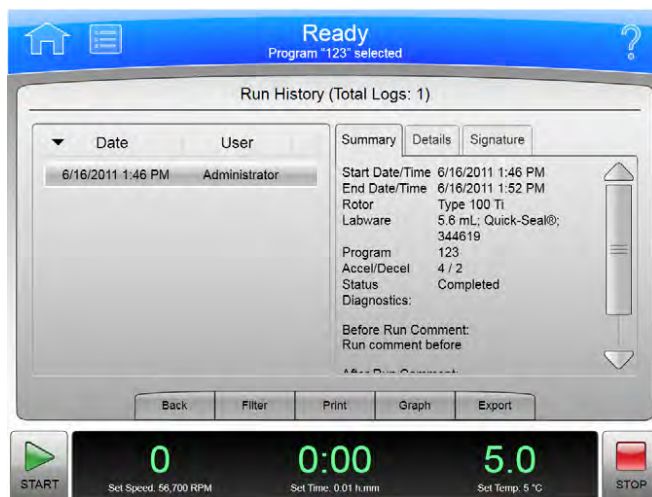 Ready
Program "123" selected
Run History (Total Logs: 1)
Date User
6/16/2011 1:46 PM Administrator
Summary Details Signature
Start Date/Time 6/16/2011 1:46 PM
End Date/Time 6/16/2011 1:52 PM
Rotor Type 100 Ti
Labware 5.6 mL; Quick-Seal®;
344619
Program 123
Accel/Decel 4 / 2
Status Completed
Diagnostics:
Before Run Comment:
Run comment before
Back Filter Print Graph Export
START
0
Set Speed: 56,700 RPM
0:00
Set Time: 0.01 h:mm
5.0
Set Temp: 5 °C
STOP